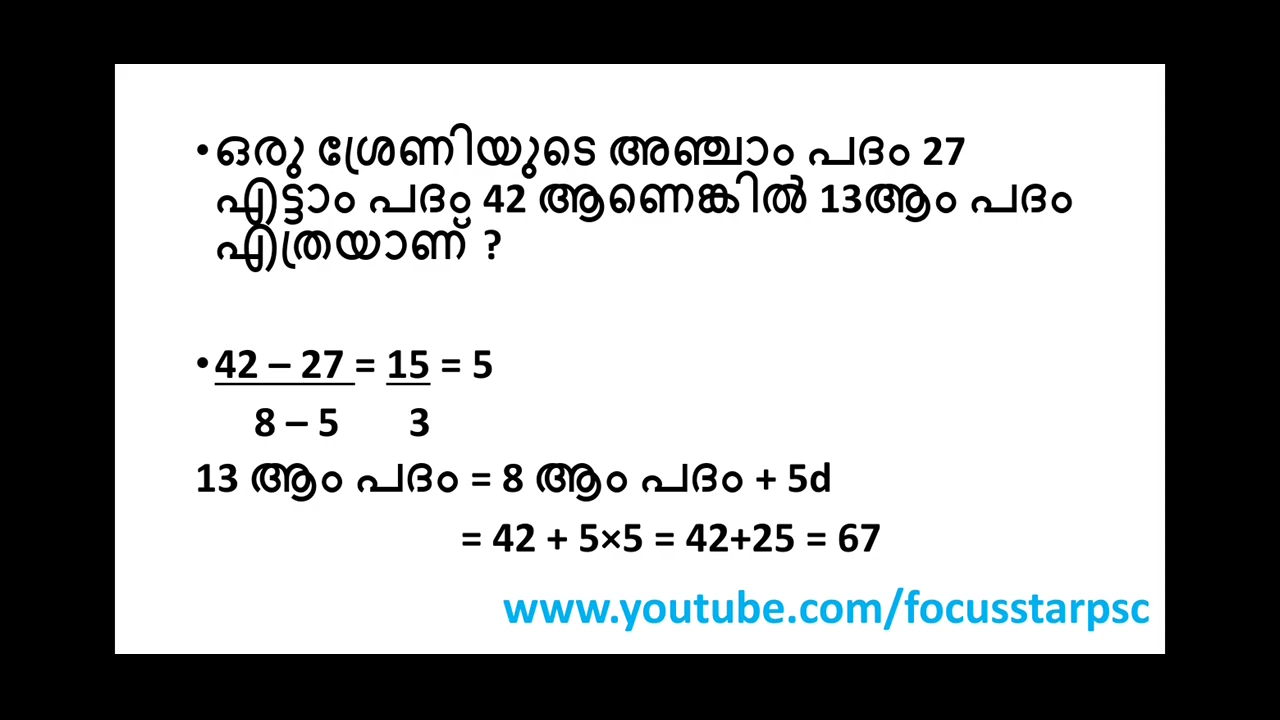 •ഒരു ശ്രേണിയുടെ അഞ്ചാം പദം 27
എട്ടാം പദം 42 ആണെങ്കിൽ 13ആം പദം
എത്രയാണ് ?
•42 – 27 = 15 = 5
8 – 5 3
13 ആം പദം = 8 ആം പദം + 5d
= 42 + 5×5 = 42+25 = 67
www.youtube.com/focusstarpsc